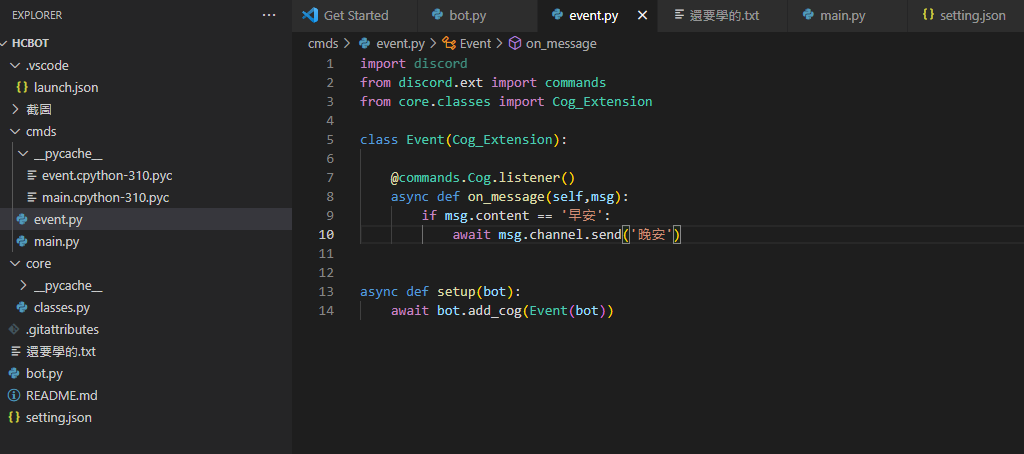 EXPLORER ···
HCBOT
.vscode
{} launch.json
截圖
cmds
__pycache__
event.cpython-310.pyc
main.cpython-310.pyc
event.py
main.py
core
__pycache__
classes.py
.gitattributes
還要學的.txt
bot.py
README.md
{} setting.json
Get Started bot.py event.py × 還要學的.txt main.py {} setting.json
cmds > event.py > Event > on_message
1 import discord
2 from discord.ext import commands
3 from core.classes import Cog_Extension
4
5 class Event(Cog_Extension):
6
7     @commands.Cog.listener()
8     async def on_message(self,msg):
9         if msg.content == '早安':
10             await msg.channel.send('晚安')
11
12
13 async def setup(bot):
14     await bot.add_cog(Event(bot))